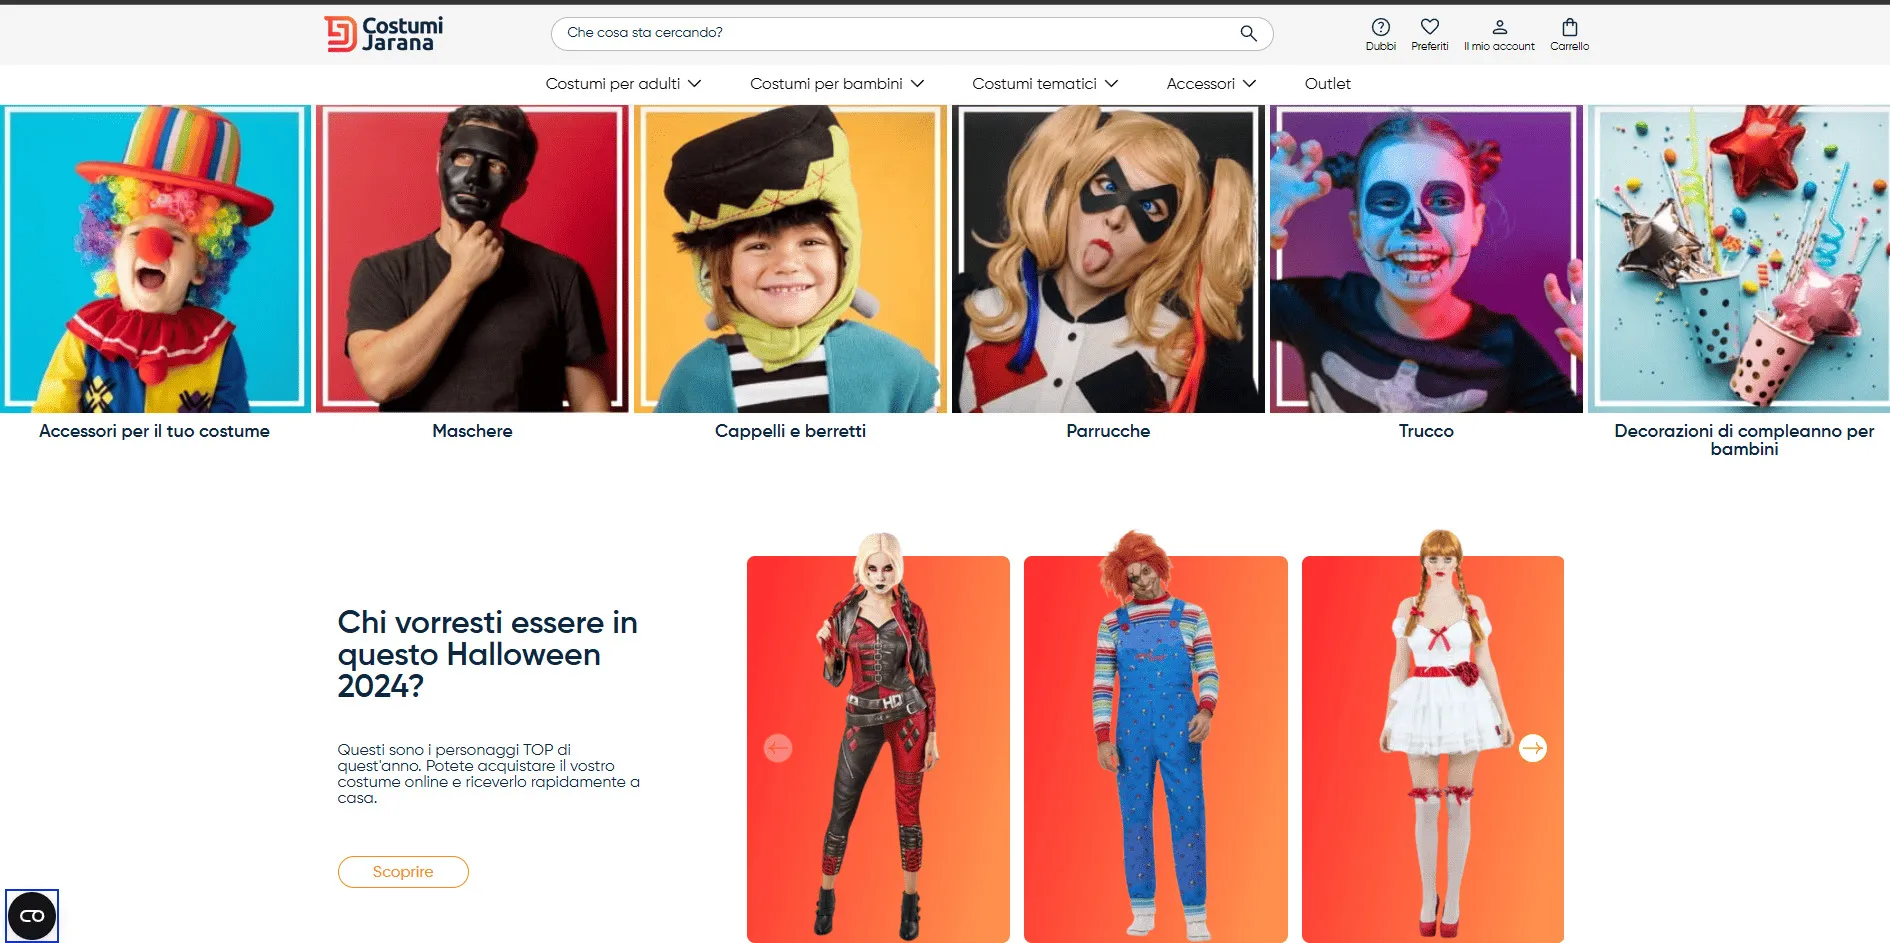 Costumi
Jarana
Che cosa sta cercando?
Dubbi
Preferiti
Il mio account
Carrello
Costumi per adulti
Costumi per bambini
Costumi tematici
Accessori
Outlet
Accessori per il tuo costume
Maschere
Cappelli e berretti
Parrucche
Trucco
Decorazioni di compleanno per
bambini
Chi vorresti essere in
questo Halloween
2024?
Questi sono i personaggi TOP di
quest'anno. Potete acquistare il vostro
costume online e riceverlo rapidamente a
casa.
Scoprire
HQ